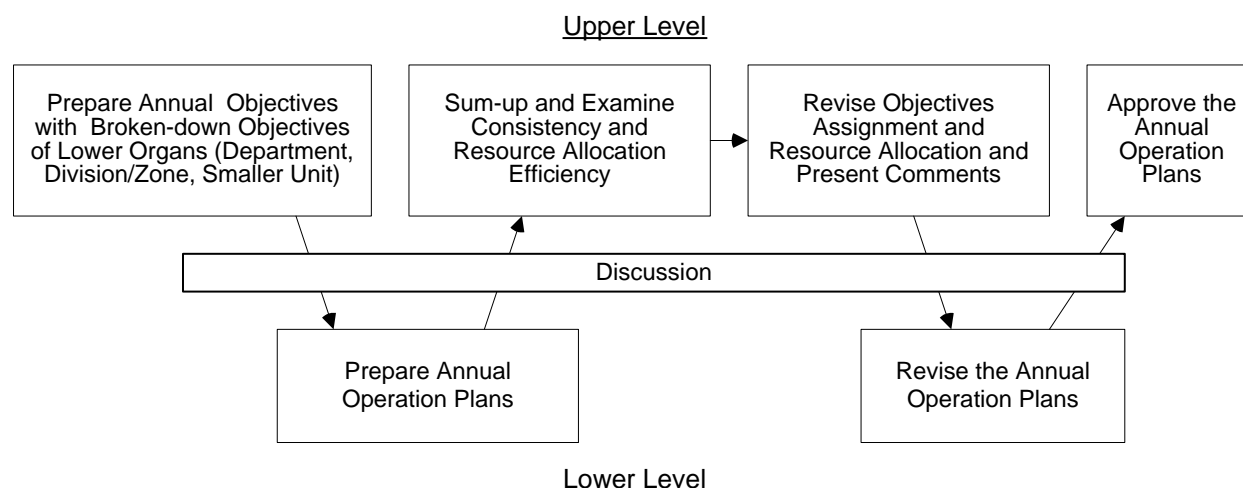 Upper Level
Prepare Annual  Objectives
with  Broken-down Objectives
of Lower Organs (Department,
Division/Zone, Smaller Unit)
Sum-up and Examine
Consistency and
Resource Allocation
Efficiency
Revise Objectives
Assignment and
Resource Allocation and
Present Comments
Approve the
Annual
Operation
Plans
Discussion
Prepare Annual
Operation Plans
Revise the Annual
Operation Plans
Lower Level